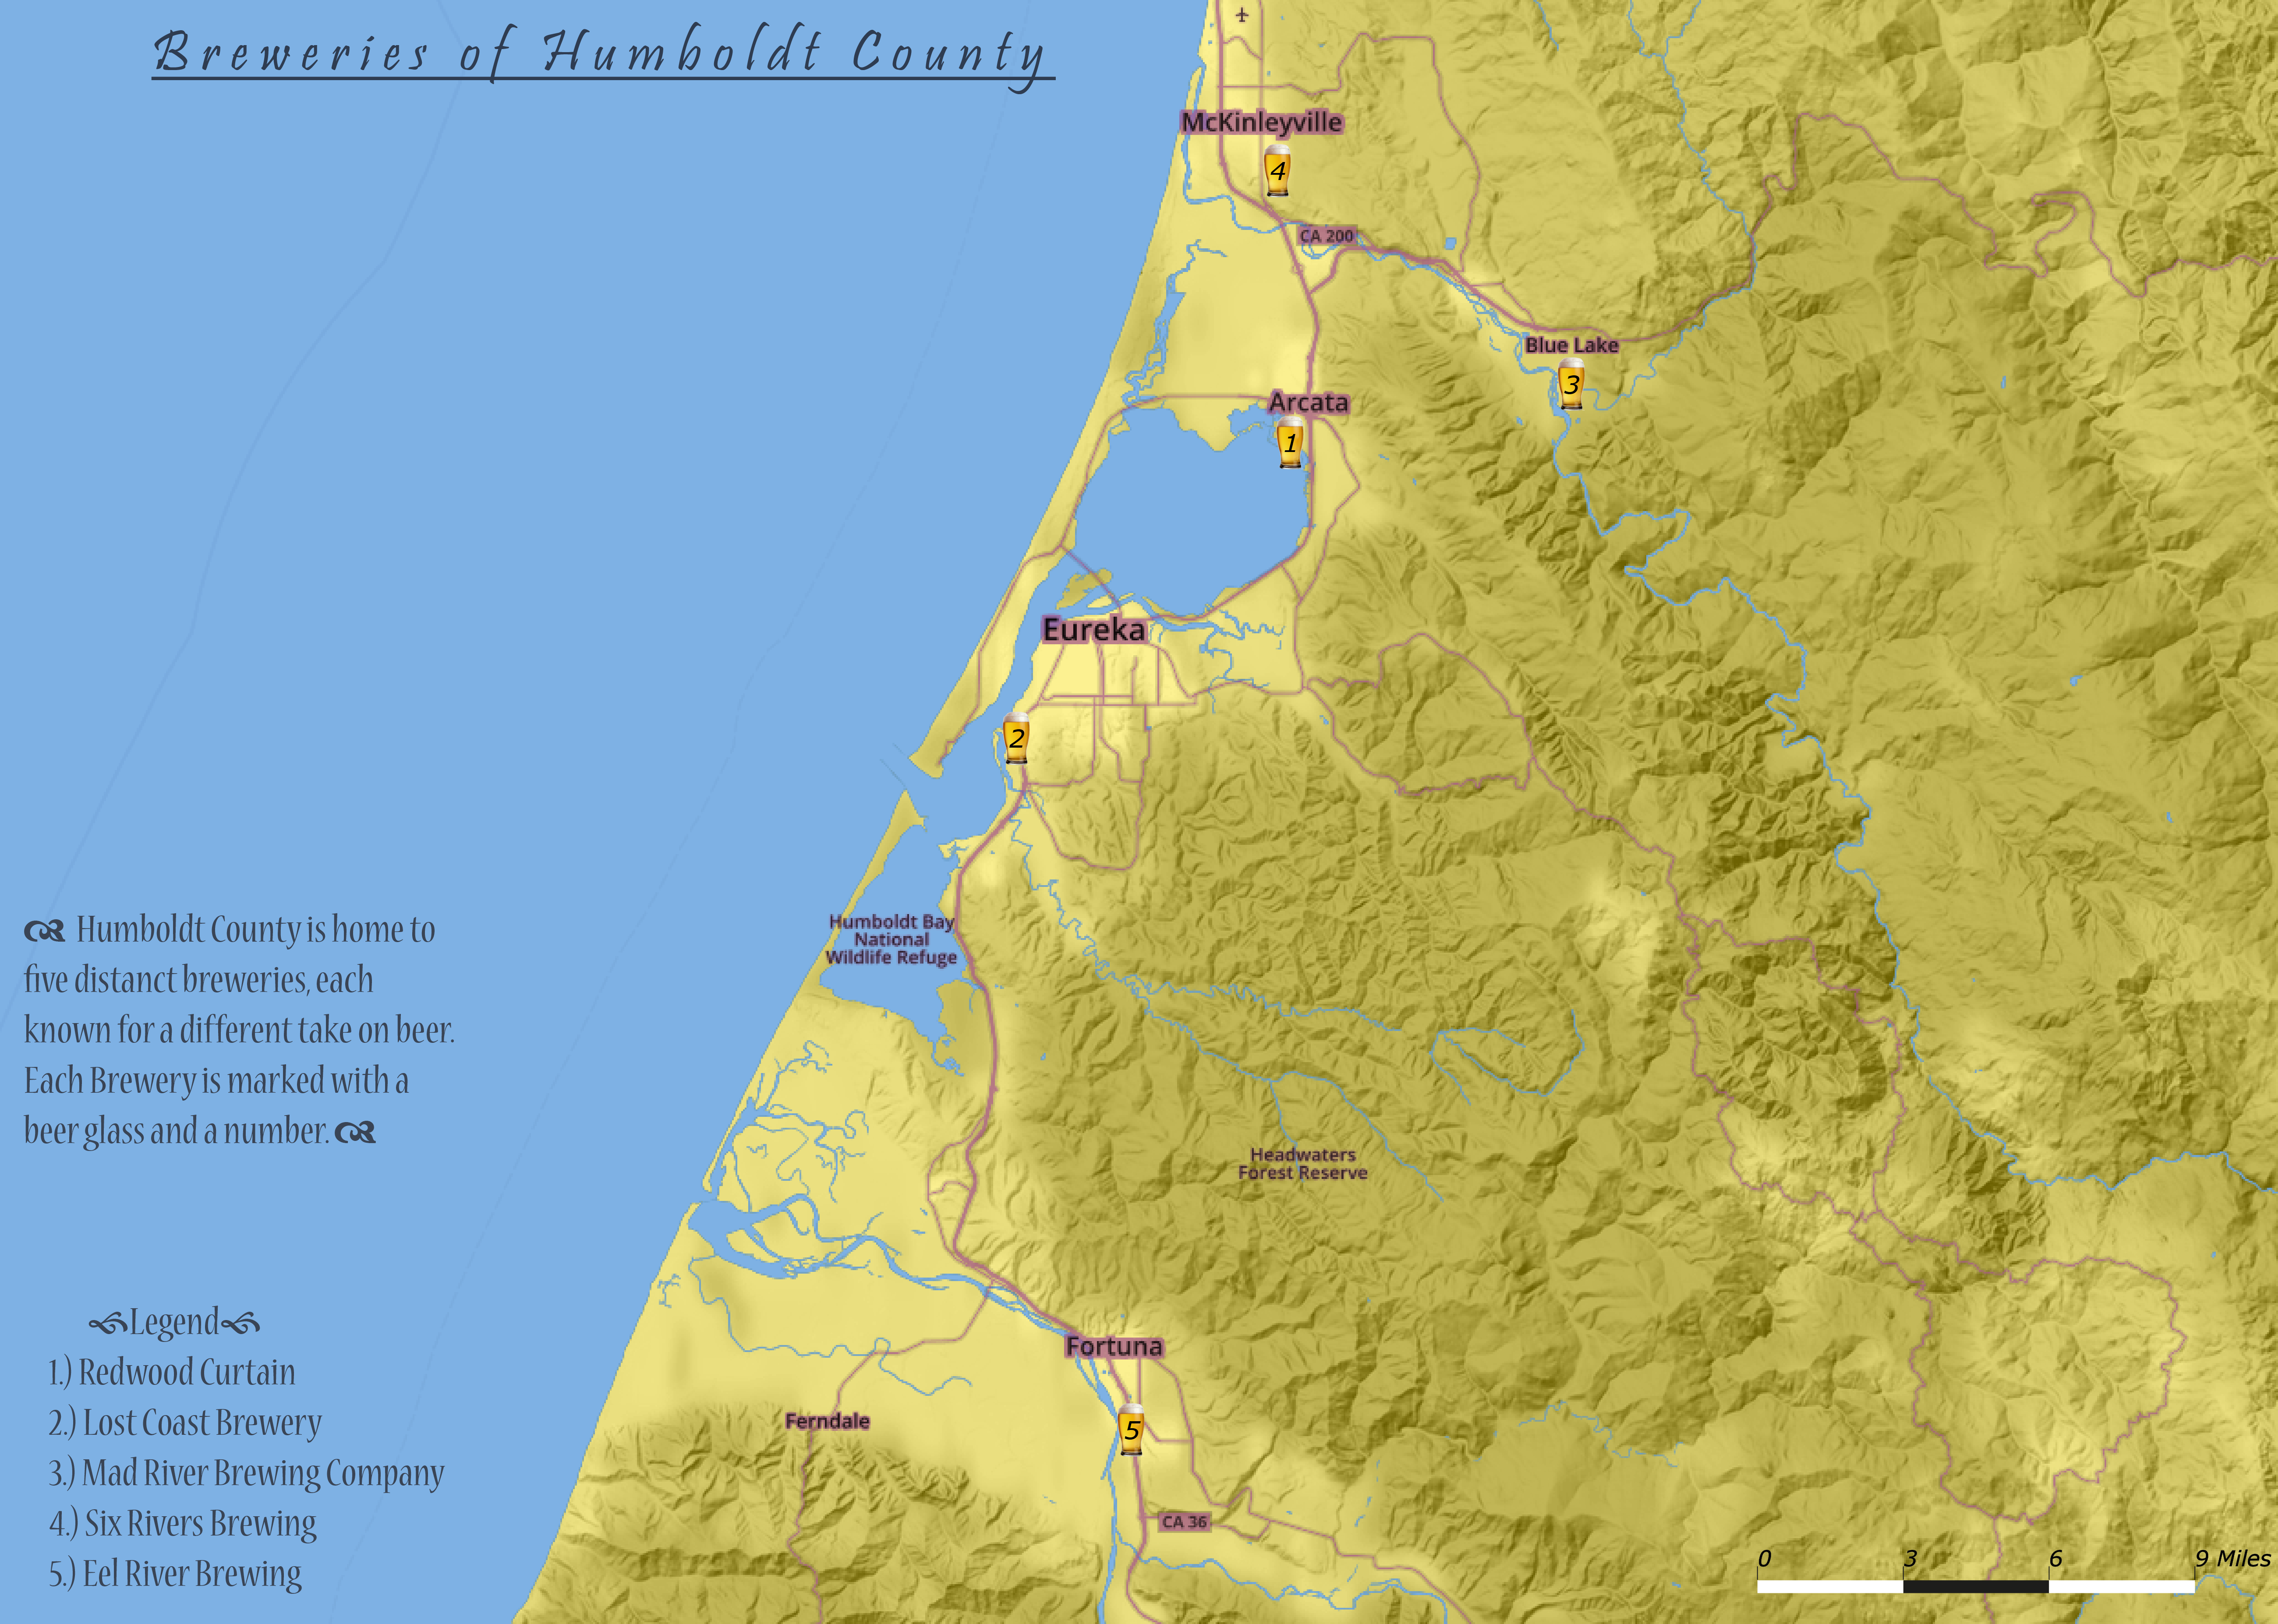 Breweries of Humboldt County
McKinleyville
4
CA 200
Blue Lake
3
Arcata
1
Eureka
2
Humboldt Bay
National
Wildlife Refuge
Humboldt County is home to
five distanct breweries, each
known for a different take on beer.
Each Brewery is marked with a
beer glass and a number.
Headwaters
Forest Reserve
Legend
1.) Redwood Curtain
2.) Lost Coast Brewery
3.) Mad River Brewing Company
4.) Six Rivers Brewing
5.) Eel River Brewing
Fortuna
Ferndale
5
CA 36
0 3 6 9 Miles